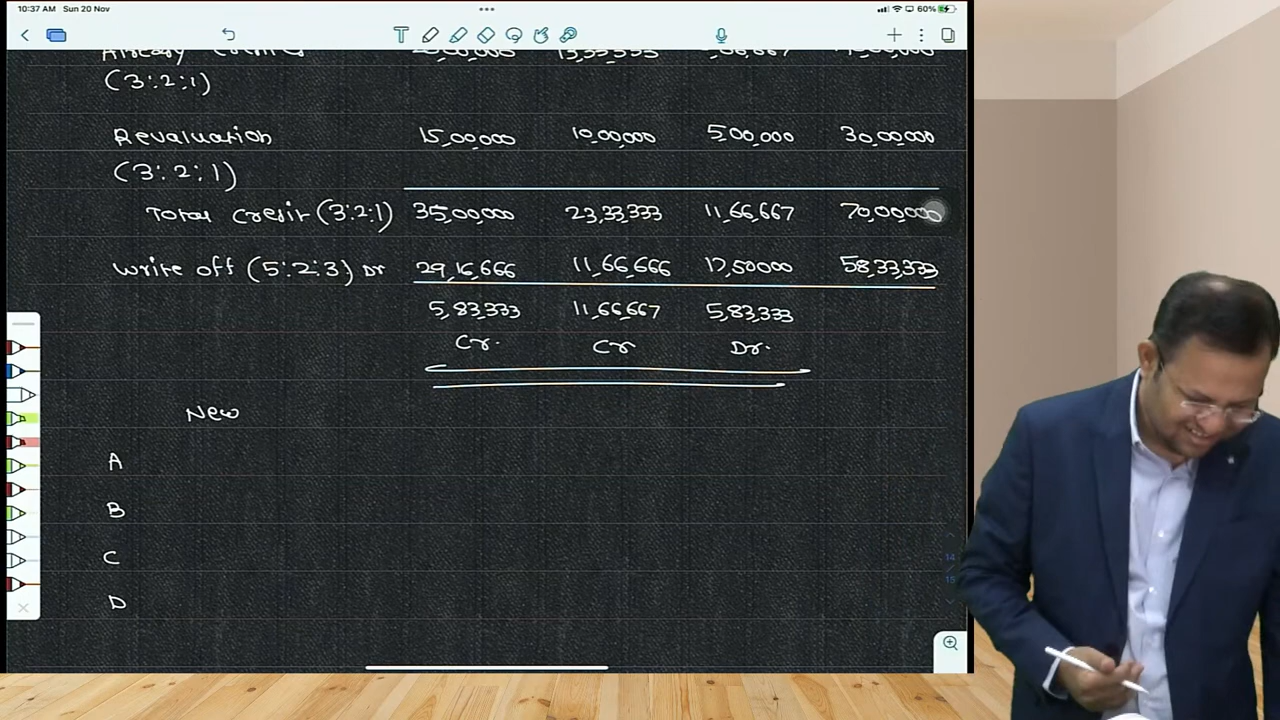 10:37 AM Sun 20 Nov
60%
Already
(3:2:1)
Revaluation 15,00,000 10,00,000 5,00,000 30,00,000
(3:2:1)
Total Credit (3:2:1) 35,00,000 23,33,333 11,66,667 70,00,000
Write off (5:2:3) Dr 29,16,666 11,66,666 17,50000 58,33,333
5,83,333 11,66,667 5,83,333
Cr. Cr Dr.
New
A
B
C
D
14
15